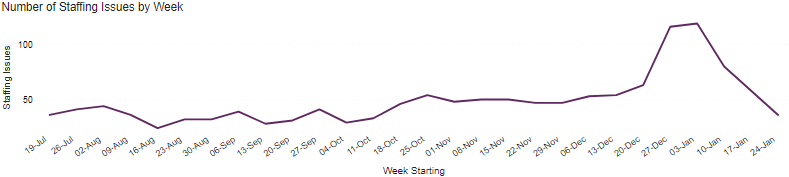 Number of Staffing Issues by Week
Staffing Issues
100
50
19-Jul
26-Jul
02-Aug
09-Aug
16-Aug
23-Aug
30-Aug
06-Sep
13-Sep
20-Sep
27-Sep
04-Oct
11-Oct
18-Oct
25-Oct
01-Nov
08-Nov
15-Nov
22-Nov
29-Nov
06-Dec
13-Dec
20-Dec
27-Dec
03-Jan
10-Jan
17-Jan
24-Jan
Week Starting